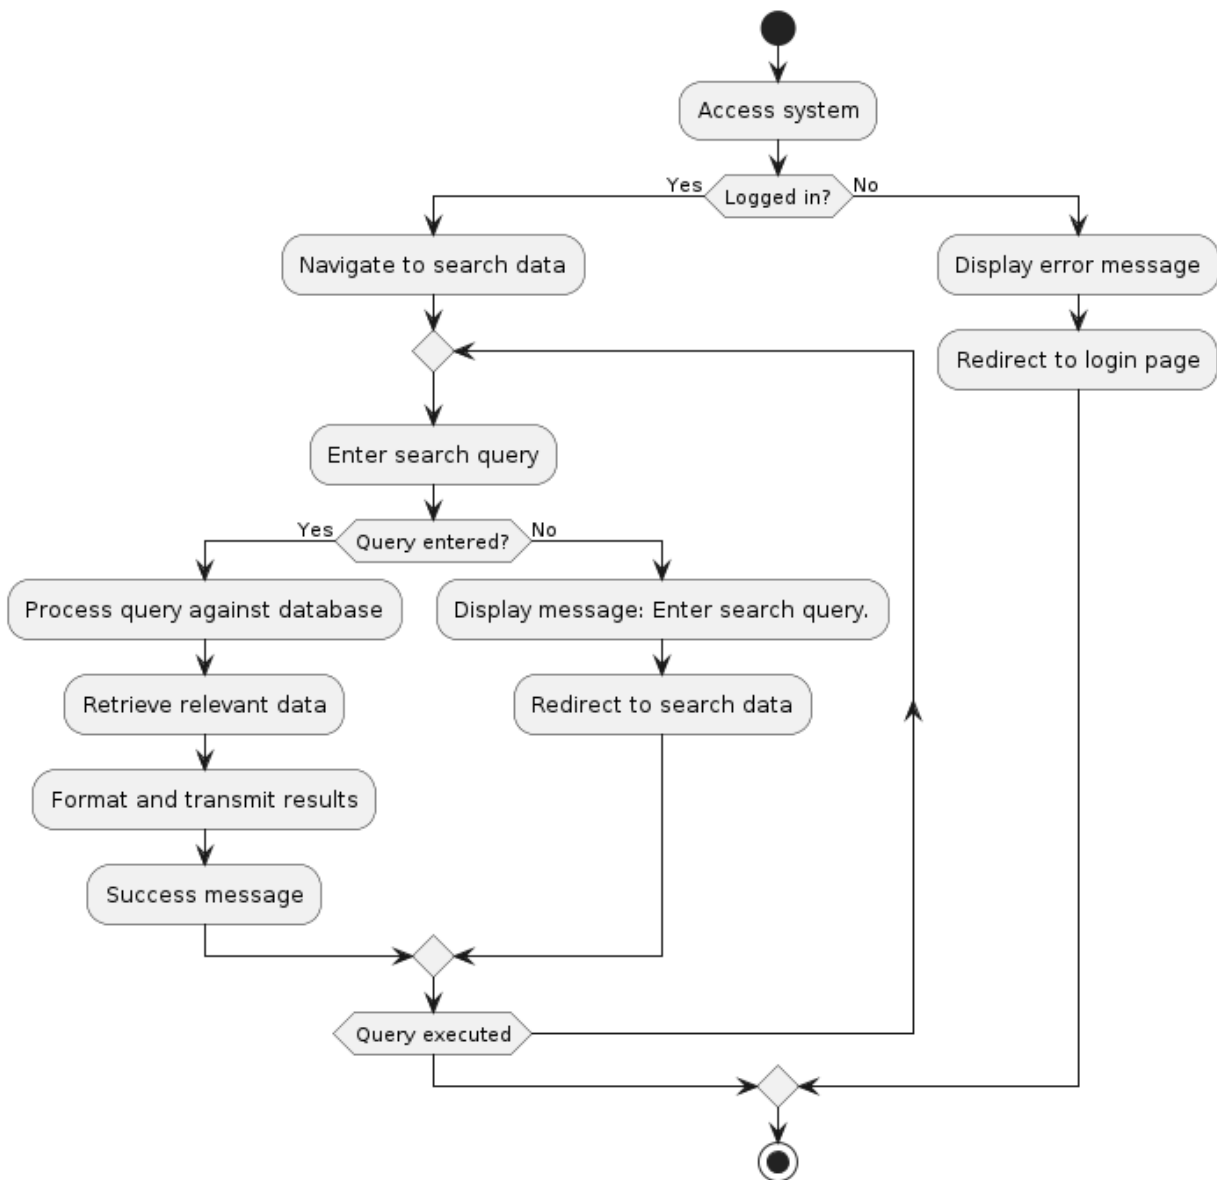 Access system
Yes
Logged in?
No
Navigate to search data
Display error message
Redirect to login page
Enter search query
Yes
Query entered?
No
Process query against database
Display message: Enter search query.
Retrieve relevant data
Redirect to search data
Format and transmit results
Success message
Query executed